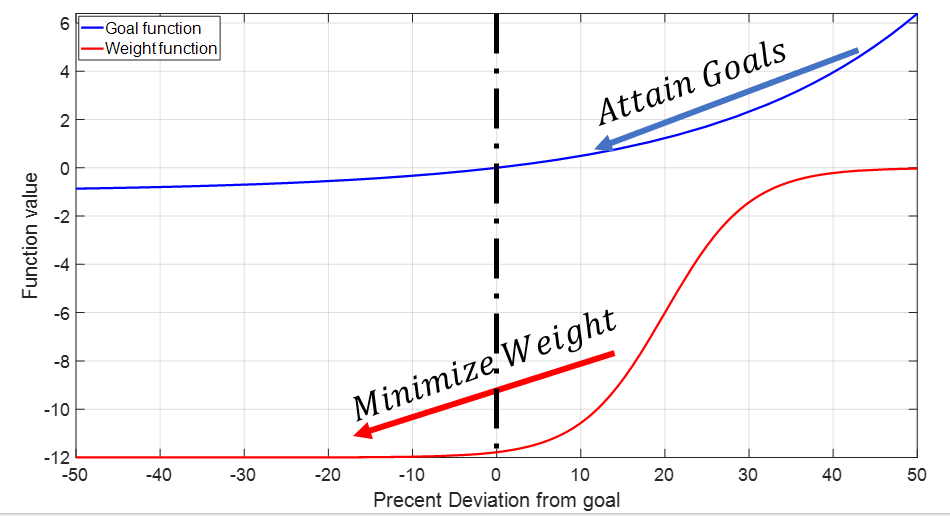 Goal function
Weight function
6
4
2
0
-2
-4
-6
-8
-10
-12
Function value
Attain Goals
Minimize Weight
-50 -40 -30 -20 -10 0 10 20 30 40 50
Precent Deviation from goal